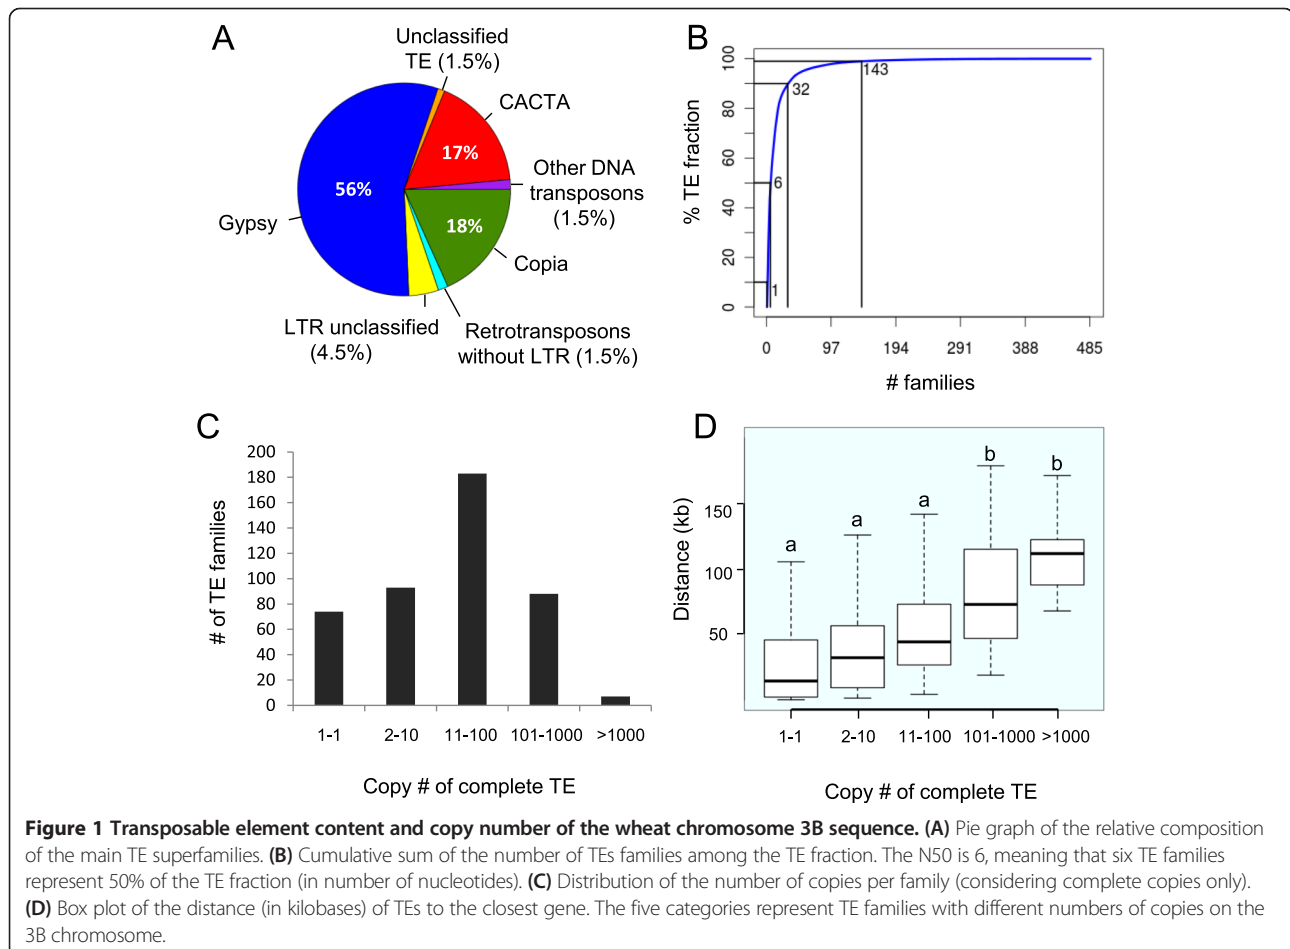 A
Unclassified
TE (1.5%)
CACTA
17%
Other DNA
transposons
(1.5%)
56%
18%
Gypsy
Copia
LTR unclassified
(4.5%)
Retrotransposons
without LTR (1.5%)
B
% TE fraction
100
80
60
40
20
0
143
32
6
1
0 97 194 291 388 485
# families
C
# of TE families
200
180
160
140
120
100
80
60
40
20
0
1-1 2-10 11-100 101-1000 >1000
Copy # of complete TE
D
Distance (kb)
150
100
50
a a a b b
1-1 2-10 11-100 101-1000 >1000
Copy # of complete TE
Figure 1 Transposable element content and copy number of the wheat chromosome 3B sequence. (A) Pie graph of the relative composition
of the main TE superfamilies. (B) Cumulative sum of the number of TEs families among the TE fraction. The N50 is 6, meaning that six TE families
represent 50% of the TE fraction (in number of nucleotides). (C) Distribution of the number of copies per family (considering complete copies only).
(D) Box plot of the distance (in kilobases) of TEs to the closest gene. The five categories represent TE families with different numbers of copies on the
3B chromosome.